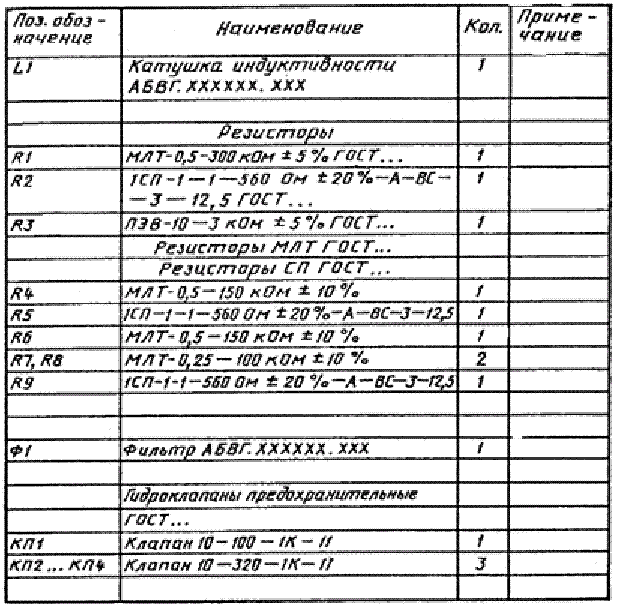 Поз. обоз- Наименование Кол. Приме-
начение чание
L1 Катушка индуктивности 1
АБВГ. XXXXXX. XXX
Резисторы
R1 МЛТ-0,5-300 кОм ± 5 % ГОСТ... 1
R2 1СП-1-1-560 Ом ± 20 %-А-ВС- 1
-3-12,5 ГОСТ...
R3 ПЭВ-10-3 кОм ± 5 % ГОСТ... 1
Резисторы МЛТ ГОСТ...
Резисторы СП ГОСТ...
R4 МЛТ-0,5-150 кОм ± 10 % 1
R5 1СП-1-1-560 Ом ± 20 %-А-ВС-3-12,5 1
R6 МЛТ-0,5-150 кОм ± 10 % 1
R7, R8 МЛТ-0,25-100 кОм ± 10 % 2
R9 1СП-1-1-560 Ом ± 20 %-А-ВС-3-12,5 1
Ф1 Фильтр АБВГ. XXXXXX. XXX 1
Гидроклапаны предохранительные
ГОСТ...
КП1 Клапан 10-100-1К-11 1
КП2 ... КП4 Клапан 10-320-1К-11 3